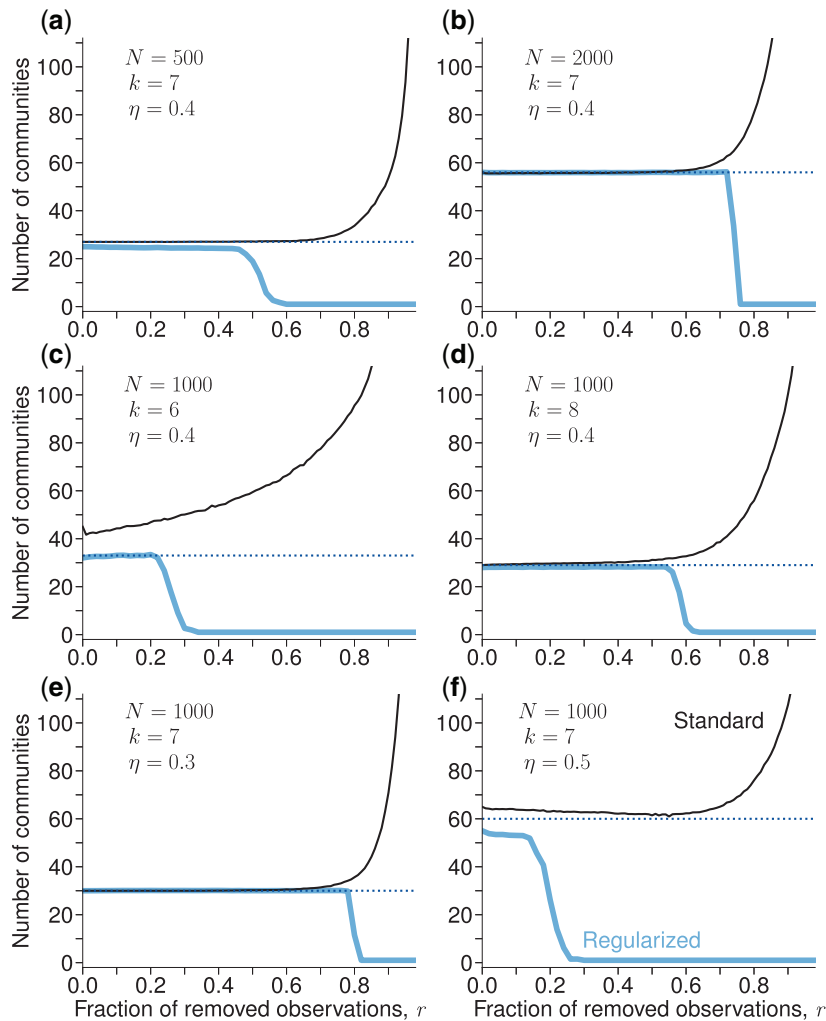 (a)
N = 500
k = 7
η = 0.4
Number of communities
100
80
60
40
20
0
0.0 0.2 0.4 0.6 0.8
(b)
N = 2000
k = 7
η = 0.4
100
80
60
40
20
0
0.0 0.2 0.4 0.6 0.8
(c)
N = 1000
k = 6
η = 0.4
Number of communities
100
80
60
40
20
0
0.0 0.2 0.4 0.6 0.8
(d)
N = 1000
k = 8
η = 0.4
100
80
60
40
20
0
0.0 0.2 0.4 0.6 0.8
(e)
N = 1000
k = 7
η = 0.3
Number of communities
100
80
60
40
20
0
0.0 0.2 0.4 0.6 0.8
Fraction of removed observations, r
(f)
N = 1000
k = 7
η = 0.5
Standard
Regularized
100
80
60
40
20
0
0.0 0.2 0.4 0.6 0.8
Fraction of removed observations, r